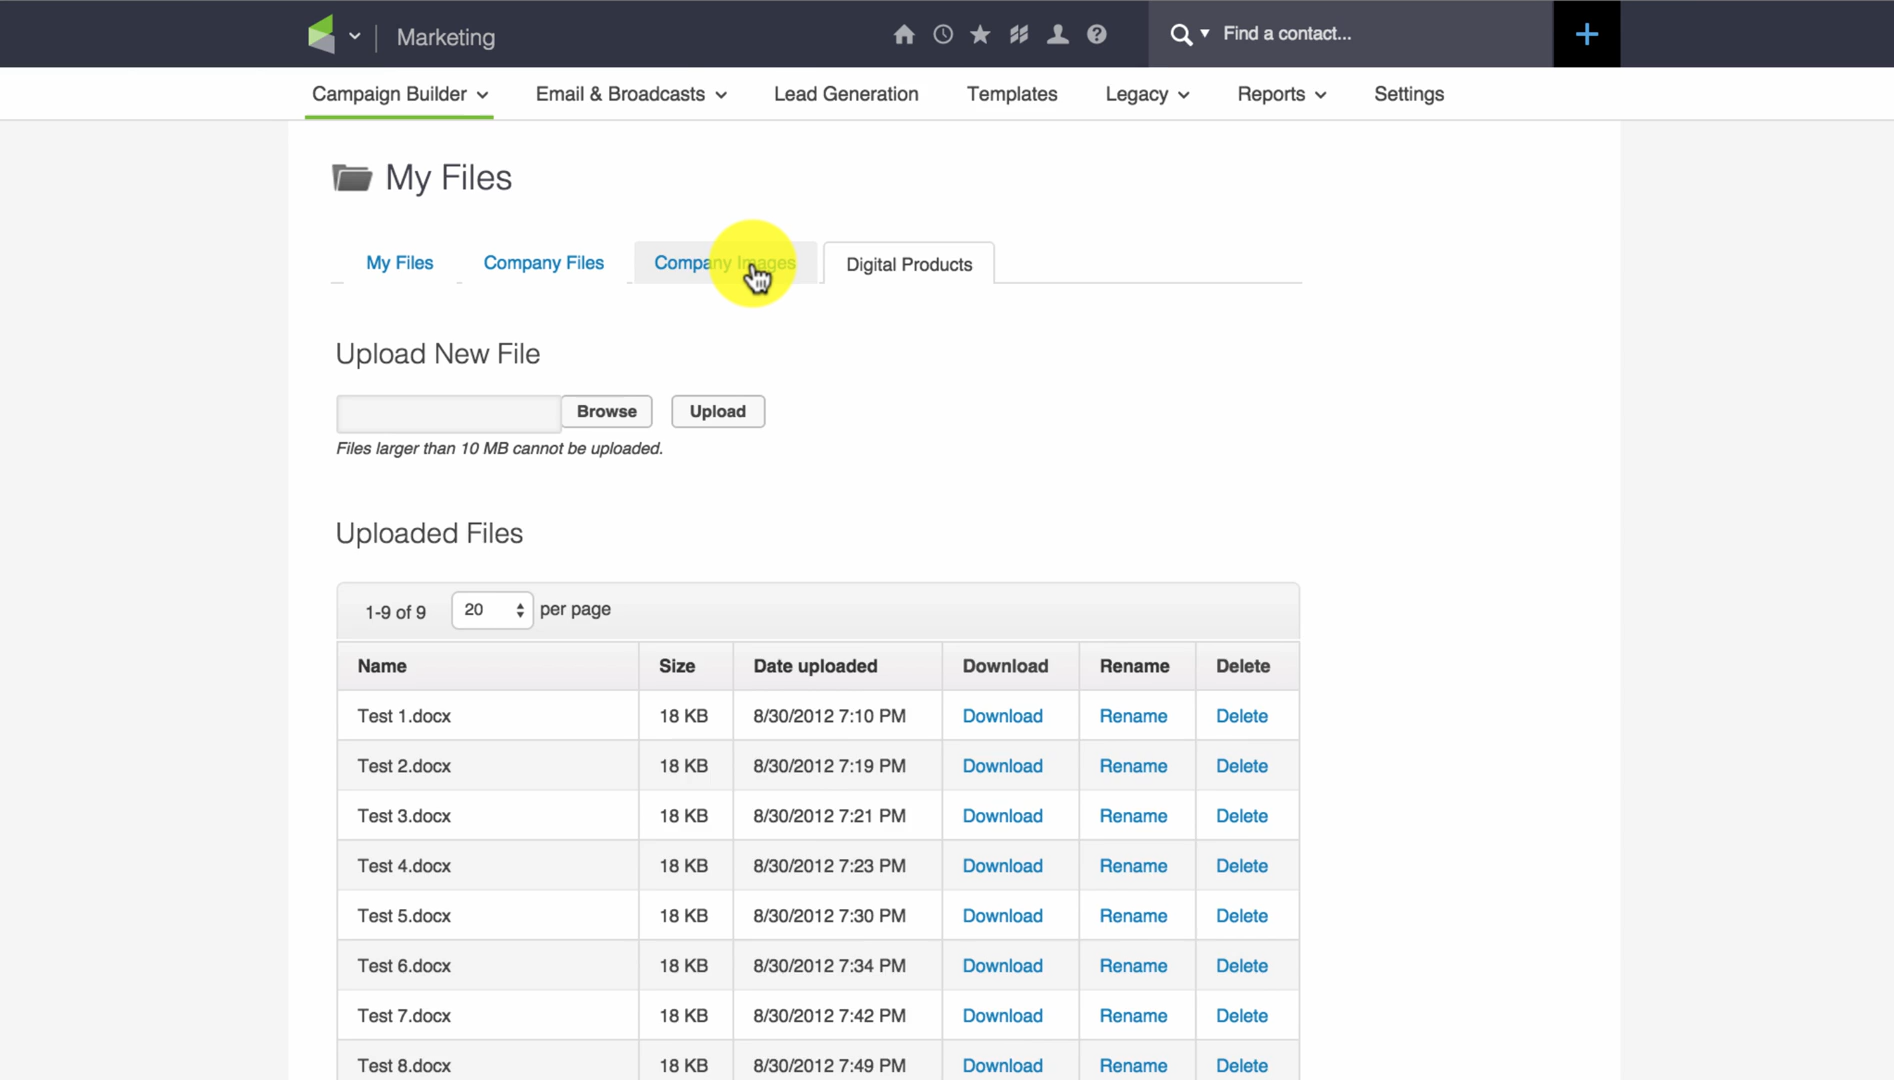 Marketing
Find a contact...
Campaign Builder Email & Broadcasts Lead Generation Templates Legacy Reports Settings
My Files
My Files Company Files Company Images Digital Products
Upload New File
Browse Upload
Files larger than 10 MB cannot be uploaded.
Uploaded Files
1-9 of 9 20 per page
Name Size Date uploaded Download Rename Delete
Test 1.docx 18 KB 8/30/2012 7:10 PM Download Rename Delete
Test 2.docx 18 KB 8/30/2012 7:19 PM Download Rename Delete
Test 3.docx 18 KB 8/30/2012 7:21 PM Download Rename Delete
Test 4.docx 18 KB 8/30/2012 7:23 PM Download Rename Delete
Test 5.docx 18 KB 8/30/2012 7:30 PM Download Rename Delete
Test 6.docx 18 KB 8/30/2012 7:34 PM Download Rename Delete
Test 7.docx 18 KB 8/30/2012 7:42 PM Download Rename Delete
Test 8.docx 18 KB 8/30/2012 7:49 PM Download Rename Delete